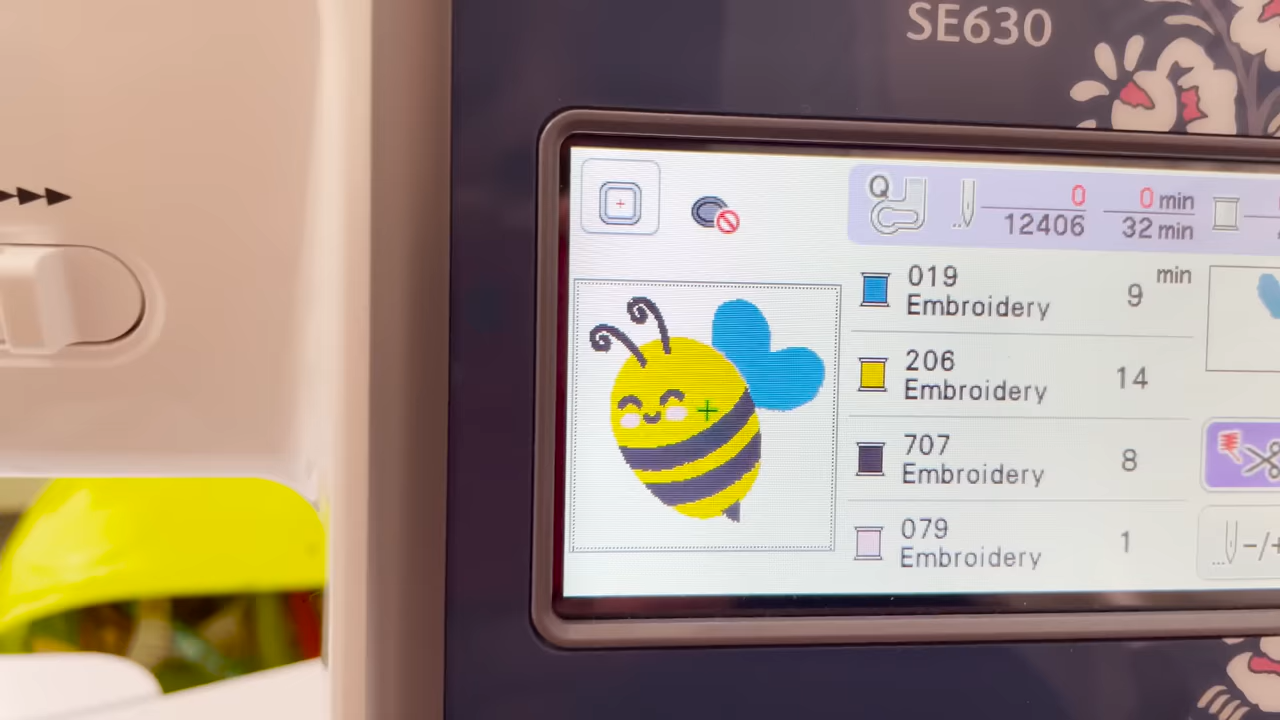 SE630
Q
0
12406
0 min
32 min
min
019
Embroidery
9
206
Embroidery
14
707
Embroidery
8
079
Embroidery
1
-/+